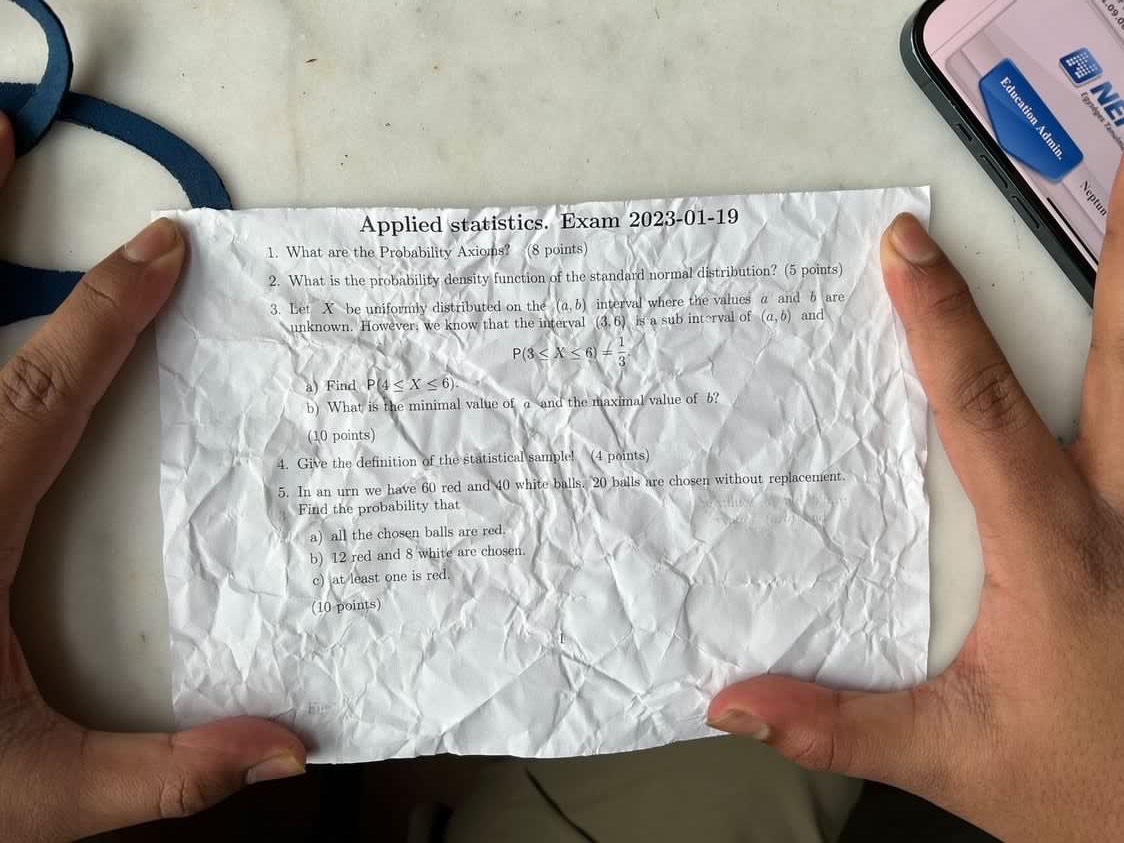 Applied statistics. Exam 2023-01-19
1. What are the Probability Axioms? (8 points)
2. What is the probability density function of the standard normal distribution? (5 points)
3. Let X be uniformly distributed on the (a, b) interval where the values a and b are
unknown. However, we know that the interval (3, 6) is a sub interval of (a, b) and
P(3 ≤ X ≤ 6) = 1/3.
a) Find P(4 ≤ X ≤ 6).
b) What is the minimal value of a and the maximal value of b?
(10 points)
4. Give the definition of the statistical sample! (4 points)
5. In an urn we have 60 red and 40 white balls. 20 balls are chosen without replacement.
Find the probability that
a) all the chosen balls are red.
b) 12 red and 8 white are chosen.
c) at least one is red.
(10 points)
1
Education Admin.
Neptun